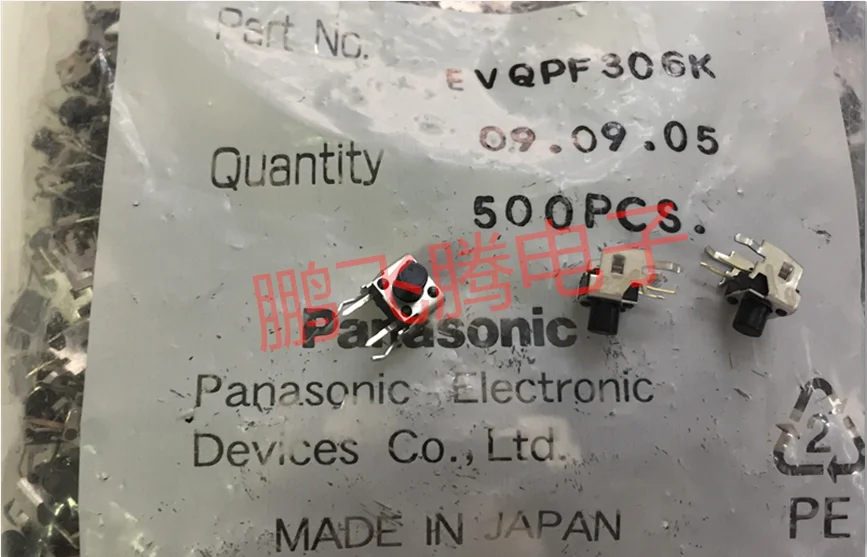 Part No.
EVQPF306K
09.09.05
Quantity
500PCs.
鹏飞腾电子
Panasonic
Panasonic Electronic
Devices Co., Ltd.
2
PE
MADE IN JAPAN